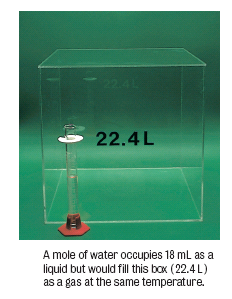 22.4 L
A mole of water occupies 18 mL as a
liquid but would fill this box (22.4 L)
as a gas at the same temperature.